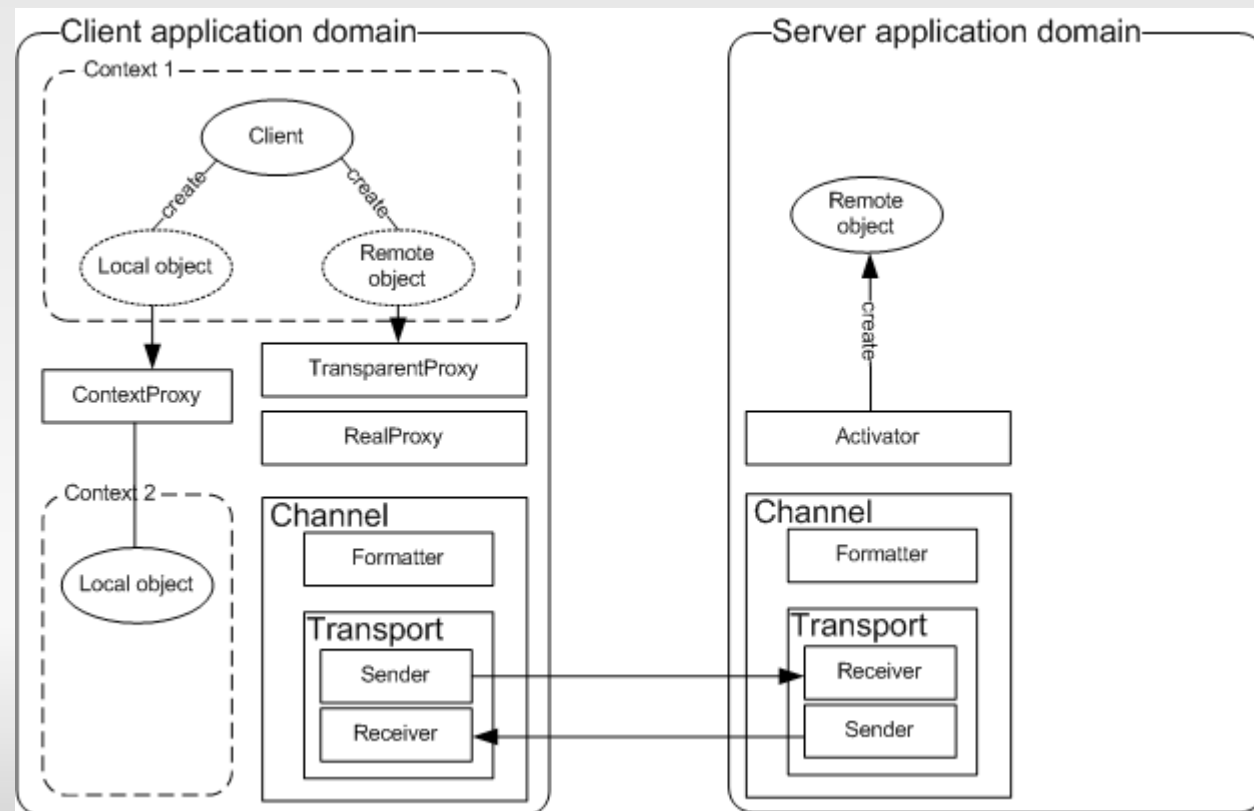 Client application domain
Context 1
Client
create
create
Local object
Remote
object
TransparentProxy
ContextProxy
RealProxy
Context 2
Local object
Channel
Formatter
Transport
Sender
Receiver
Server application domain
Remote
object
create
Activator
Channel
Formatter
Transport
Receiver
Sender